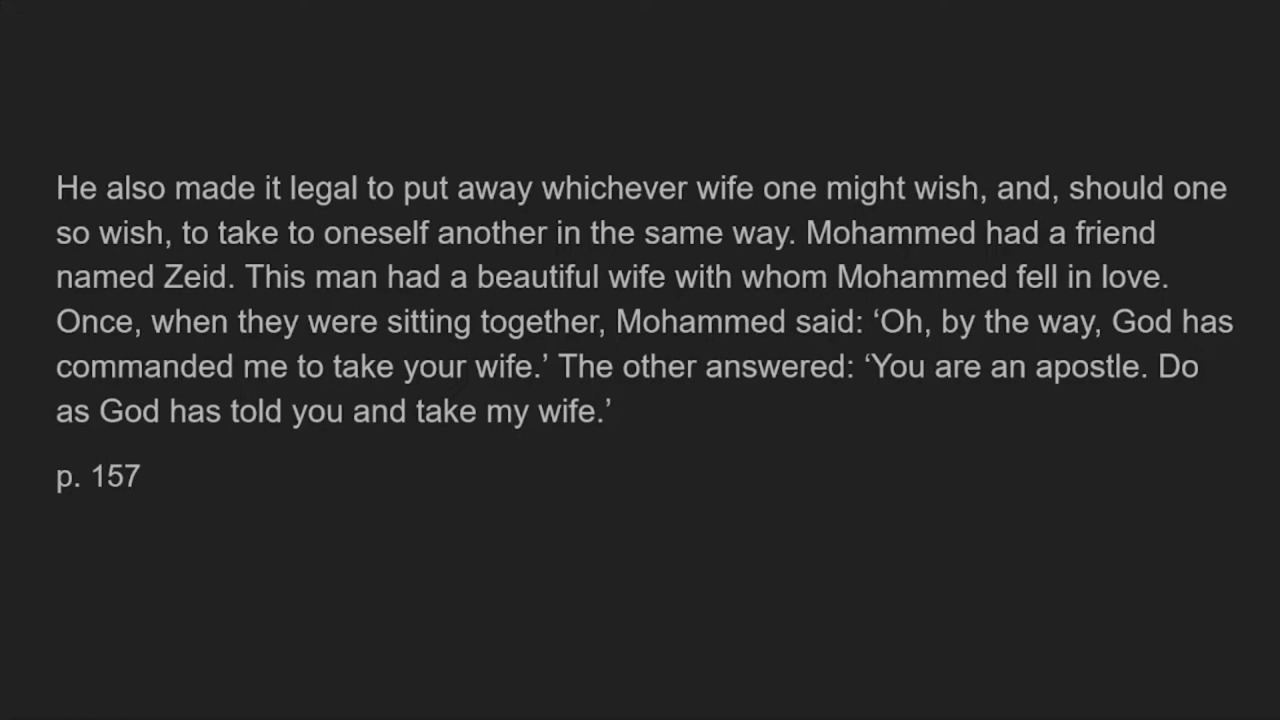 He also made it legal to put away whichever wife one might wish, and, should one
so wish, to take to oneself another in the same way. Mohammed had a friend
named Zeid. This man had a beautiful wife with whom Mohammed fell in love.
Once, when they were sitting together, Mohammed said: ‘Oh, by the way, God has
commanded me to take your wife.’ The other answered: ‘You are an apostle. Do
as God has told you and take my wife.’
p. 157